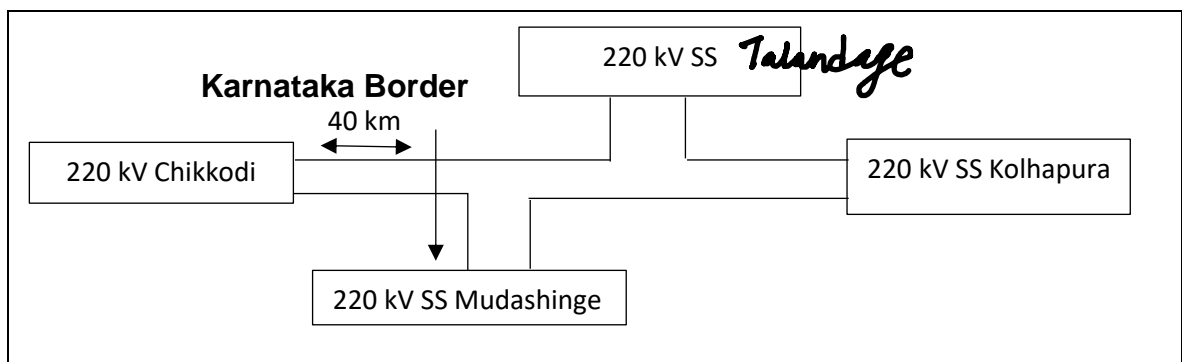 220 kV SS Talandage
Karnataka Border
40 km
220 kV Chikkodi
220 kV SS Kolhapura
220 kV SS Mudashinge